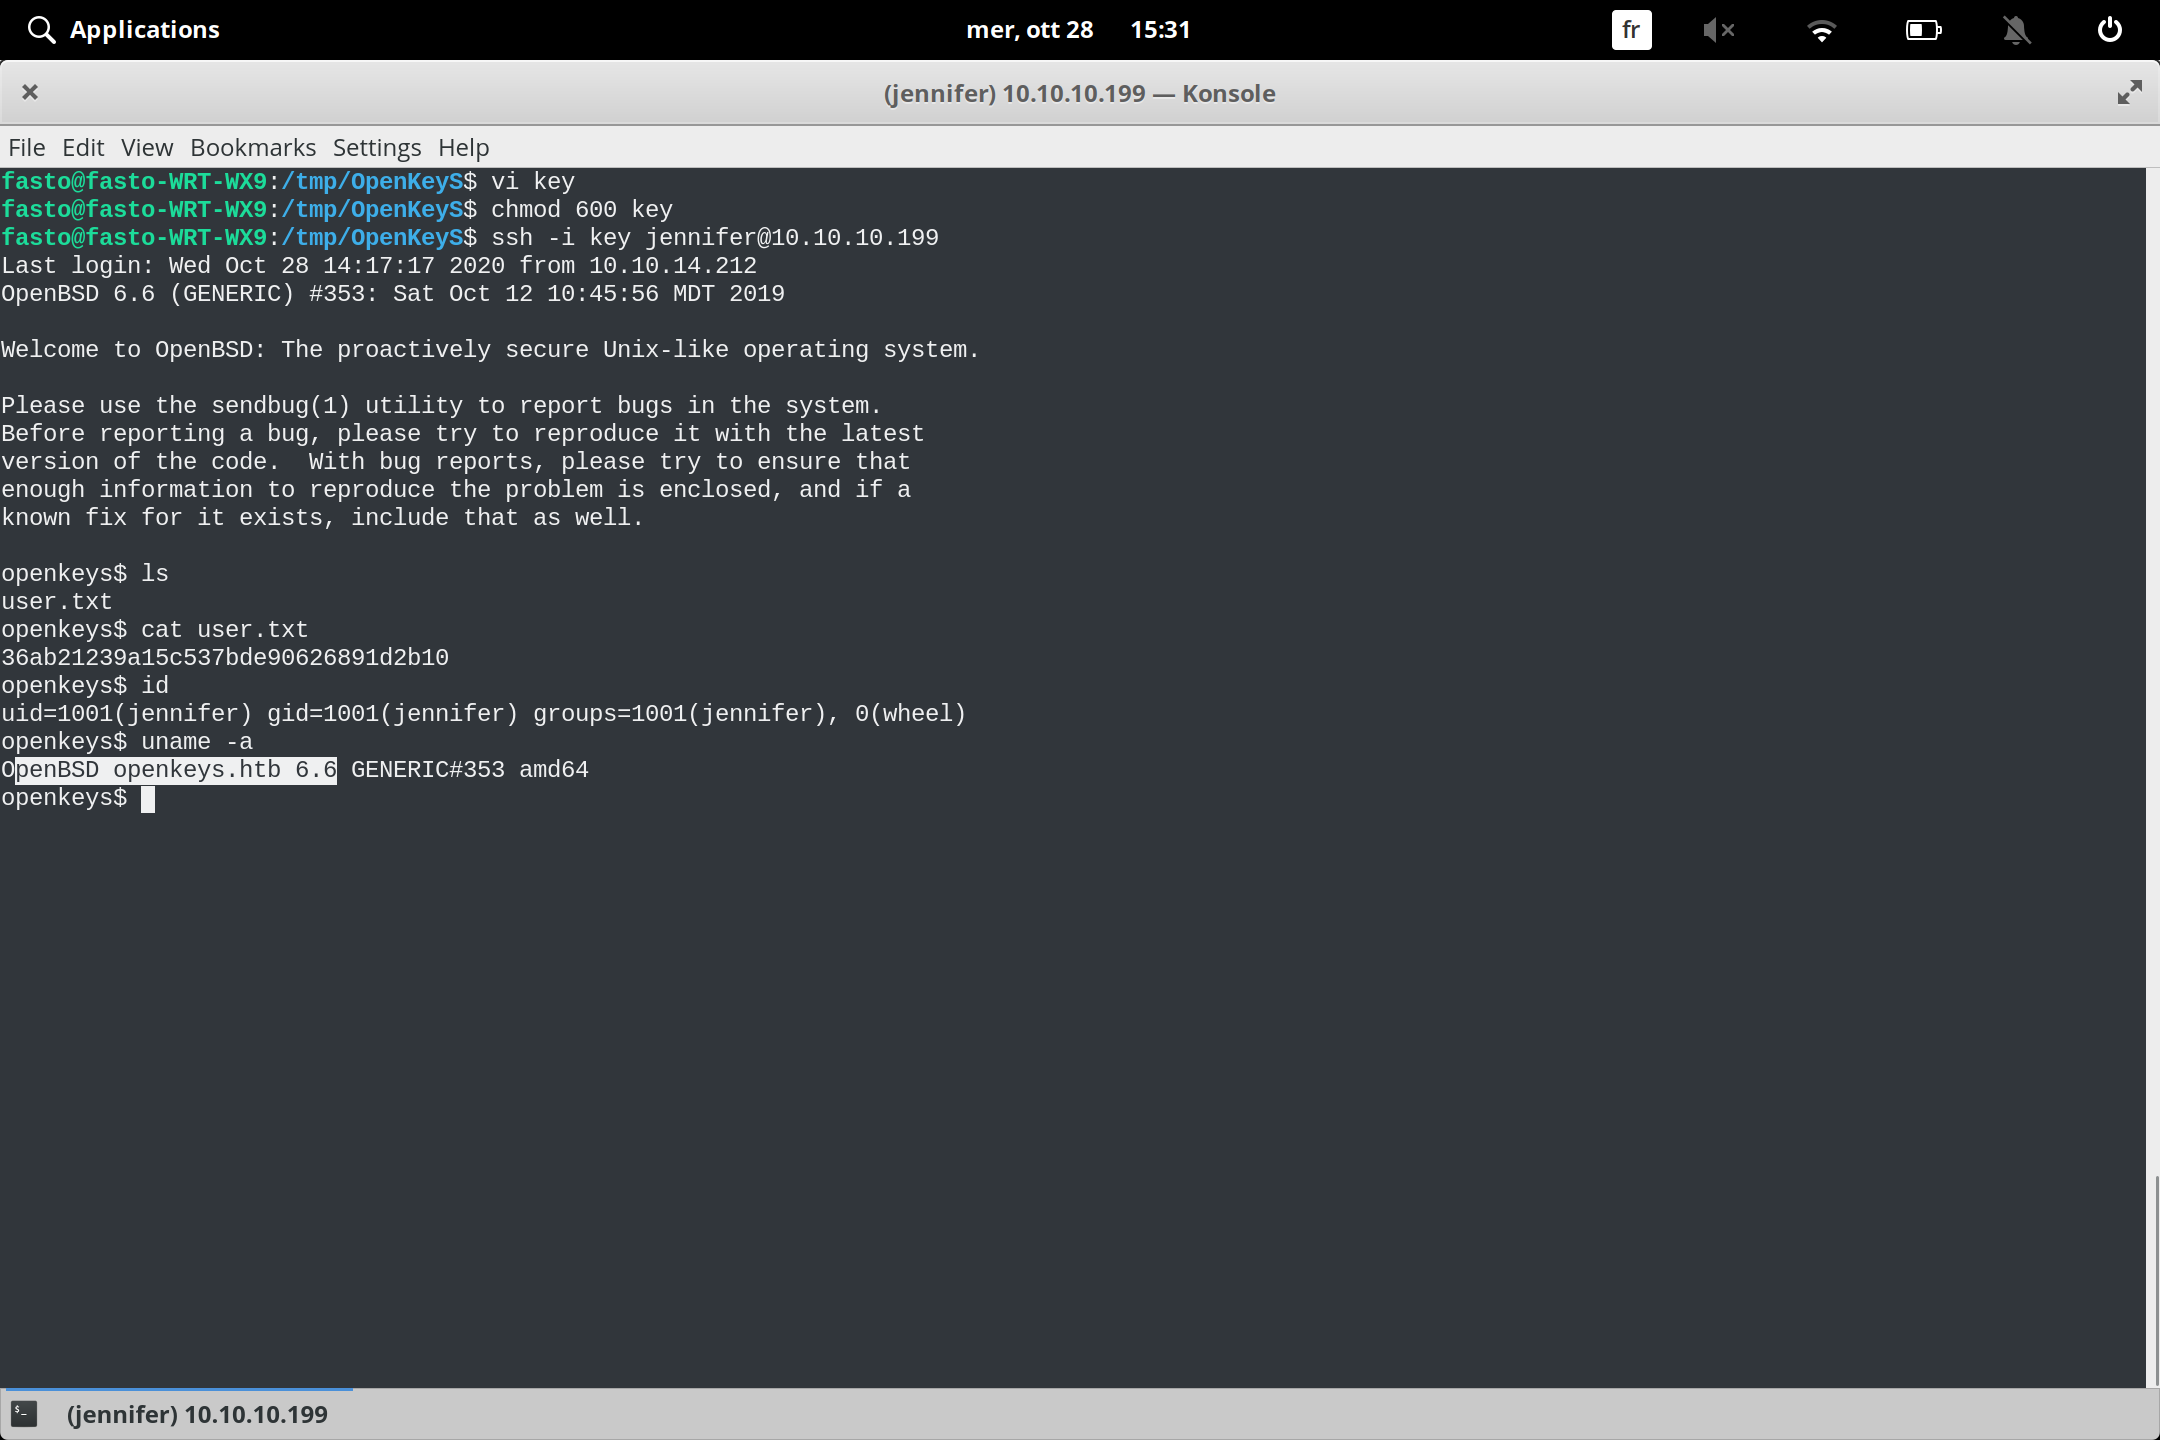 Applications mer, ott 28 15:31 fr
(jennifer) 10.10.10.199 — Konsole
File Edit View Bookmarks Settings Help
fasto@fasto-WRT-WX9:/tmp/OpenKeyS$ vi key
fasto@fasto-WRT-WX9:/tmp/OpenKeyS$ chmod 600 key
fasto@fasto-WRT-WX9:/tmp/OpenKeyS$ ssh -i key jennifer@10.10.10.199
Last login: Wed Oct 28 14:17:17 2020 from 10.10.14.212
OpenBSD 6.6 (GENERIC) #353: Sat Oct 12 10:45:56 MDT 2019
Welcome to OpenBSD: The proactively secure Unix-like operating system.
Please use the sendbug(1) utility to report bugs in the system.
Before reporting a bug, please try to reproduce it with the latest
version of the code.  With bug reports, please try to ensure that
enough information to reproduce the problem is enclosed, and if a
known fix for it exists, include that as well.
openkeys$ ls
user.txt
openkeys$ cat user.txt
36ab21239a15c537bde90626891d2b10
openkeys$ id
uid=1001(jennifer) gid=1001(jennifer) groups=1001(jennifer), 0(wheel)
openkeys$ uname -a
OpenBSD openkeys.htb 6.6 GENERIC#353 amd64
openkeys$
(jennifer) 10.10.10.199